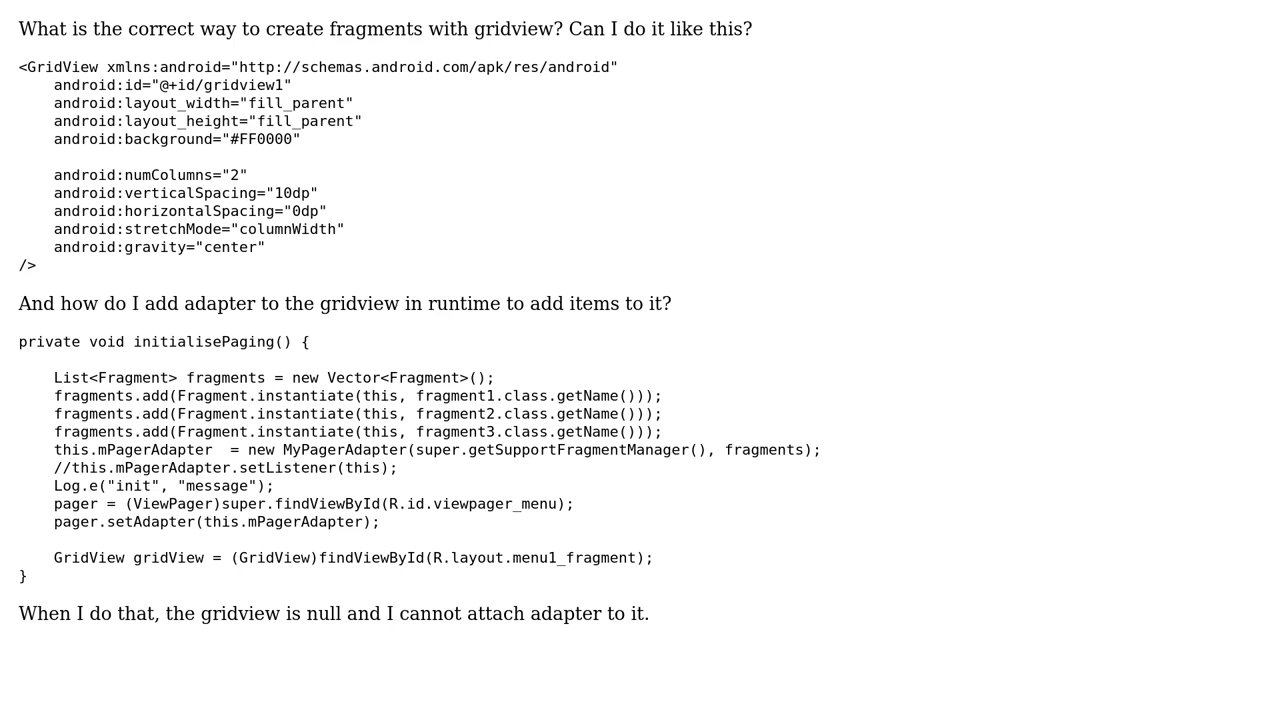 What is the correct way to create fragments with gridview? Can I do it like this?
<GridView xmlns:android="http://schemas.android.com/apk/res/android"
    android:id="@+id/gridview1"
    android:layout_width="fill_parent"
    android:layout_height="fill_parent"
    android:background="#FF0000"

    android:numColumns="2"
    android:verticalSpacing="10dp"
    android:horizontalSpacing="0dp"
    android:stretchMode="columnWidth"
    android:gravity="center"
/>
And how do I add adapter to the gridview in runtime to add items to it?
private void initialisePaging() {

    List<Fragment> fragments = new Vector<Fragment>();
    fragments.add(Fragment.instantiate(this, fragment1.class.getName()));
    fragments.add(Fragment.instantiate(this, fragment2.class.getName()));
    fragments.add(Fragment.instantiate(this, fragment3.class.getName()));
    this.mPagerAdapter  = new MyPagerAdapter(super.getSupportFragmentManager(), fragments);
    //this.mPagerAdapter.setListener(this);
    Log.e("init", "message");
    pager = (ViewPager)super.findViewById(R.id.viewpager_menu);
    pager.setAdapter(this.mPagerAdapter);

    GridView gridView = (GridView)findViewById(R.layout.menu1_fragment);
}
When I do that, the gridview is null and I cannot attach adapter to it.